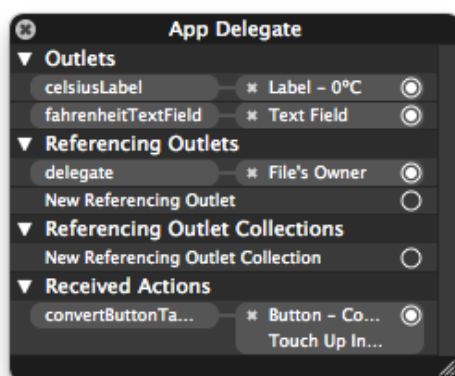 App Delegate
Outlets
celsiusLabel × Label – 0ºC
fahrenheitTextField × Text Field
Referencing Outlets
delegate × File's Owner
New Referencing Outlet
Referencing Outlet Collections
New Referencing Outlet Collection
Received Actions
convertButtonTa... × Button – Co...
Touch Up In...